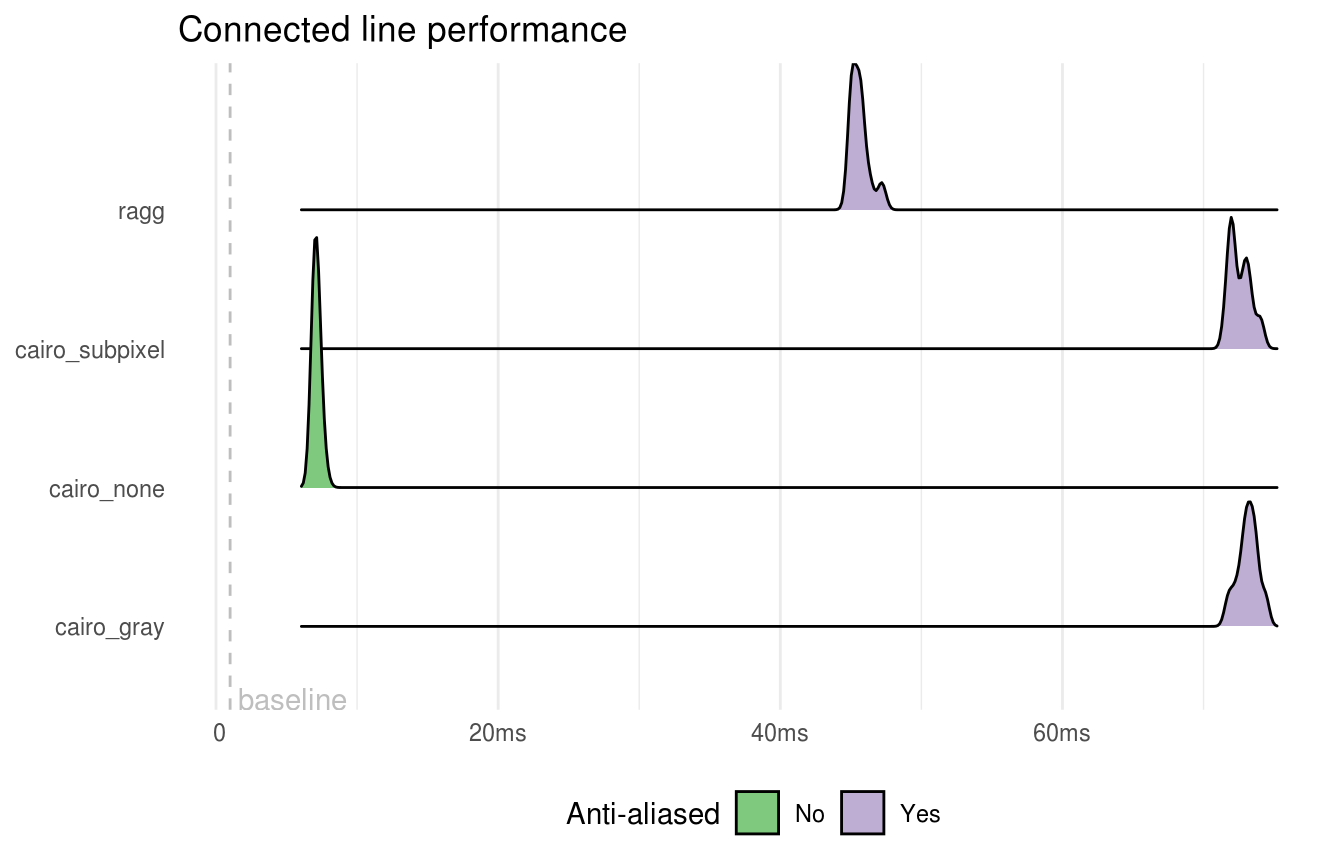 Connected line performance
ragg
cairo_subpixel
cairo_none
cairo_gray
baseline
0 20ms 40ms 60ms
Anti-aliased No Yes